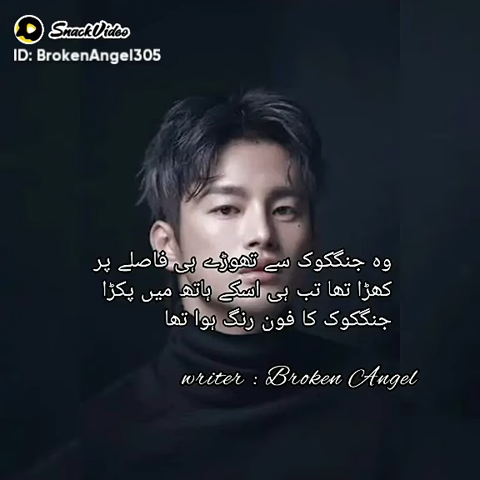 SnackVideo
ID: BrokenAngel305
وہ جنگکوک سے تھوڑے ہی فاصلے پر
کھڑا تھا تب ہی اسکے ہاتھ میں پکڑا
جنگکوک کا فون رنگ ہوا تھا
writer : Broken Angel